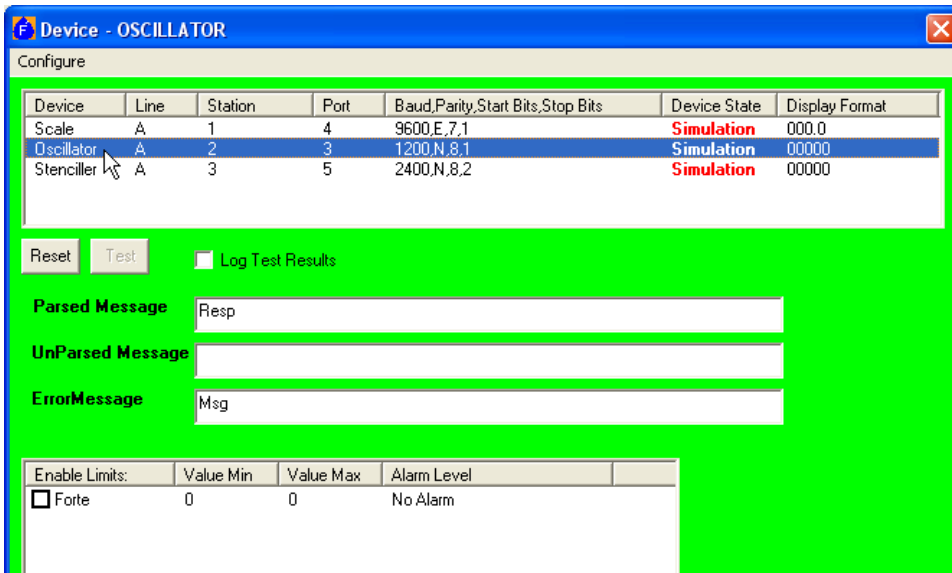 F Device - OSCILLATOR
Configure
Device Line Station Port Baud,Parity,Start Bits,Stop Bits Device State Display Format
Scale A 1 4 9600,E,7,1 Simulation 000.0
Oscillator A 2 3 1200,N,8,1 Simulation 00000
Stenciller A 3 5 2400,N,8,2 Simulation 00000
Reset Test Log Test Results
Parsed Message Resp
UnParsed Message
ErrorMessage Msg
Enable Limits: Value Min Value Max Alarm Level
Forte 0 0 No Alarm